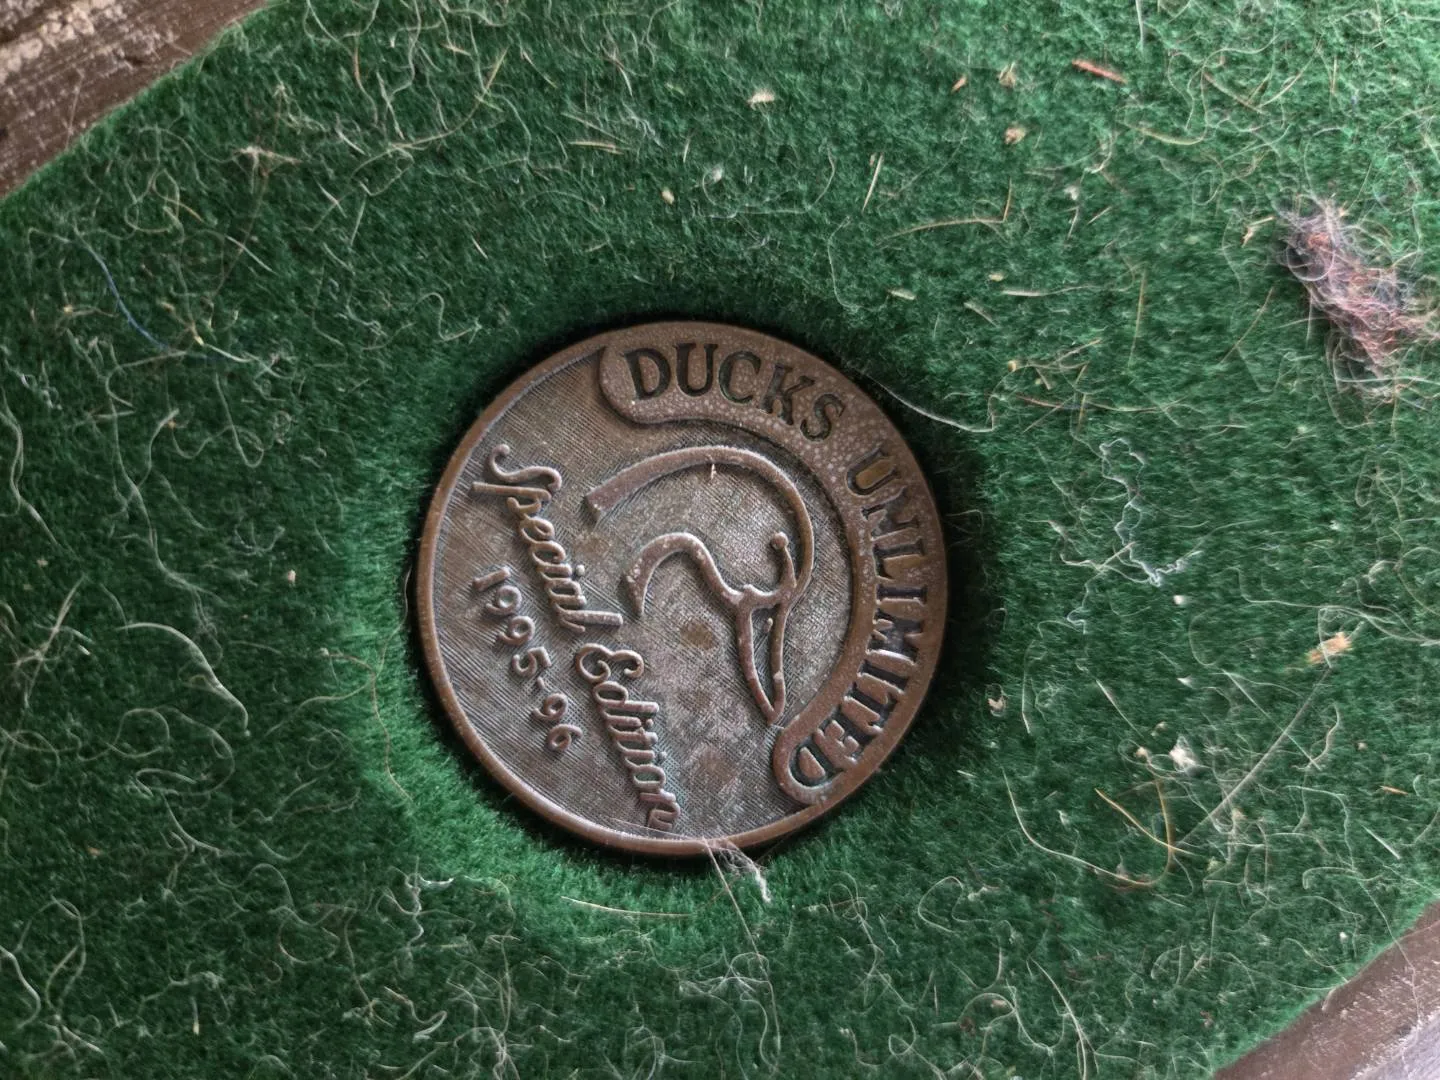 DUCKS UNLIMITED
Special Edition
1995-96